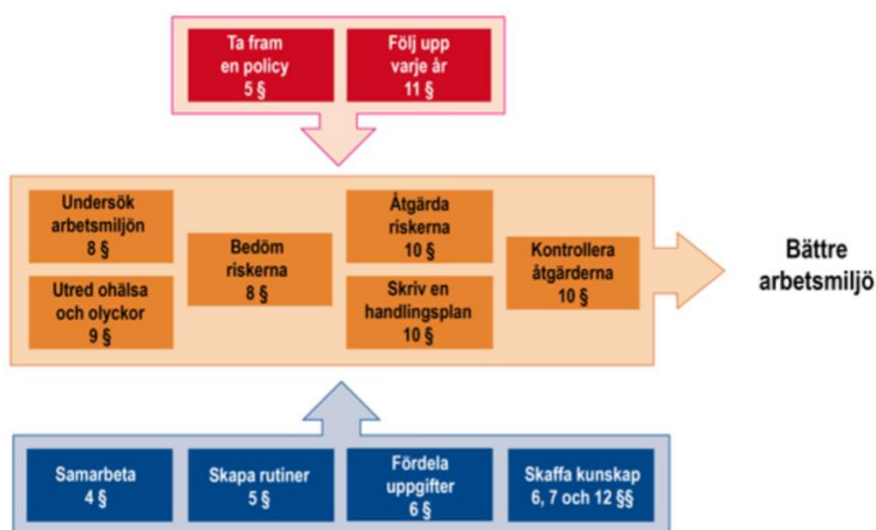 Ta fram
en policy
5 §
Följ upp
varje år
11 §
Undersök
arbetsmiljön
8 §
Utred ohälsa
och olyckor
9 §
Bedöm
riskerna
8 §
Åtgärda
riskerna
10 §
Skriv en
handlingsplan
10 §
Kontrollera
åtgärderna
10 §
Bättre
arbetsmiljö
Samarbeta
4 §
Skapa rutiner
5 §
Fördela
uppgifter
6 §
Skaffa kunskap
6, 7 och 12 §§